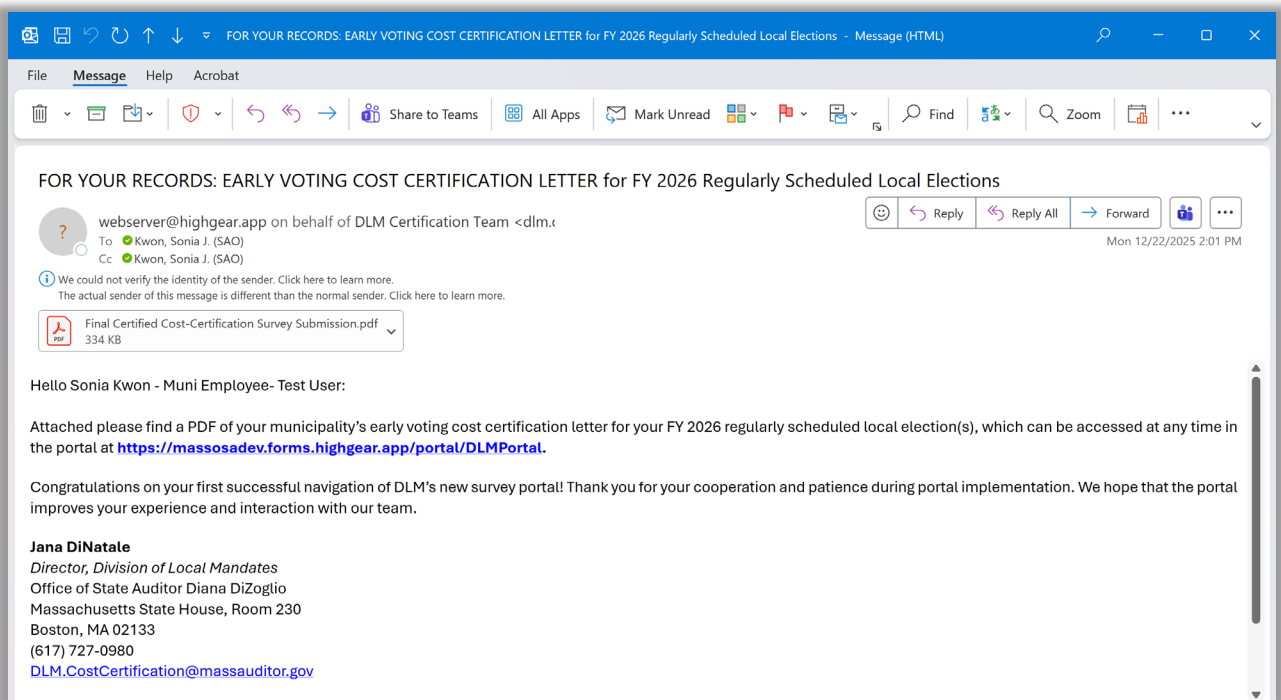 FOR YOUR RECORDS: EARLY VOTING COST CERTIFICATION LETTER for FY 2026 Regularly Scheduled Local Elections - Message (HTML)
File Message Help Acrobat
Share to Teams All Apps Mark Unread Find Zoom
FOR YOUR RECORDS: EARLY VOTING COST CERTIFICATION LETTER for FY 2026 Regularly Scheduled Local Elections
? webserver@highgear.app on behalf of DLM Certification Team <dlm.c
Reply Reply All Forward
To Kwon, Sonia J. (SAO)
Mon 12/22/2025 2:01 PM
Cc Kwon, Sonia J. (SAO)
We could not verify the identity of the sender. Click here to learn more.
The actual sender of this message is different than the normal sender. Click here to learn more.
Final Certified Cost-Certification Survey Submission.pdf
PDF 334 KB
Hello Sonia Kwon - Muni Employee- Test User:
Attached please find a PDF of your municipality's early voting cost certification letter for your FY 2026 regularly scheduled local election(s), which can be accessed at any time in
the portal at https://massosadev.forms.highgear.app/portal/DLMPortal.
Congratulations on your first successful navigation of DLM's new survey portal! Thank you for your cooperation and patience during portal implementation. We hope that the portal
improves your experience and interaction with our team.
Jana DiNatale
Director, Division of Local Mandates
Office of State Auditor Diana DiZoglio
Massachusetts State House, Room 230
Boston, MA 02133
(617) 727-0980
DLM.CostCertification@massauditor.gov